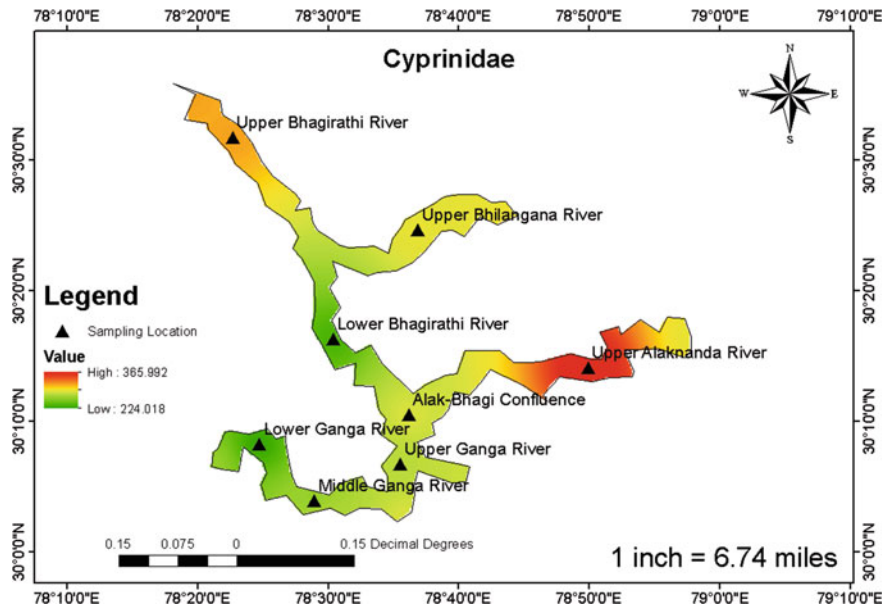 78°10'0"E 78°20'0"E 78°30'0"E 78°40'0"E 78°50'0"E 79°0'0"E 79°10'0"E
Cyprinidae
N
W E
S
30°30'0"N 30°30'0"N
30°20'0"N 30°20'0"N
30°10'0"N 30°10'0"N
30°0'0"N 30°0'0"N
Upper Bhagirathi River
Upper Bhilangana River
Legend
Sampling Location
Value
High : 365.992
Low : 224.018
Lower Bhagirathi River
Upper Alaknanda River
Alak-Bhagi Confluence
Lower Ganga River
Upper Ganga River
Middle Ganga River
0.15 0.075 0 0.15 Decimal Degrees
1 inch = 6.74 miles
78°10'0"E 78°20'0"E 78°30'0"E 78°40'0"E 78°50'0"E 79°0'0"E 79°10'0"E